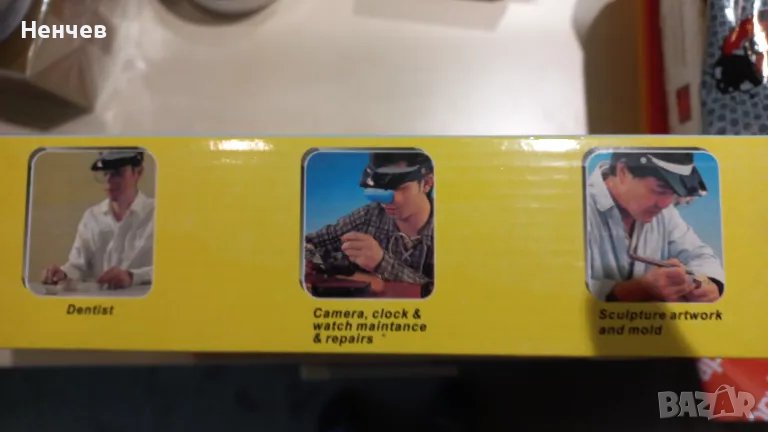 Ненчев
Dentist
Camera, clock &
watch maintance
& repairs
Sculpture artwork
and mold
BAZAR